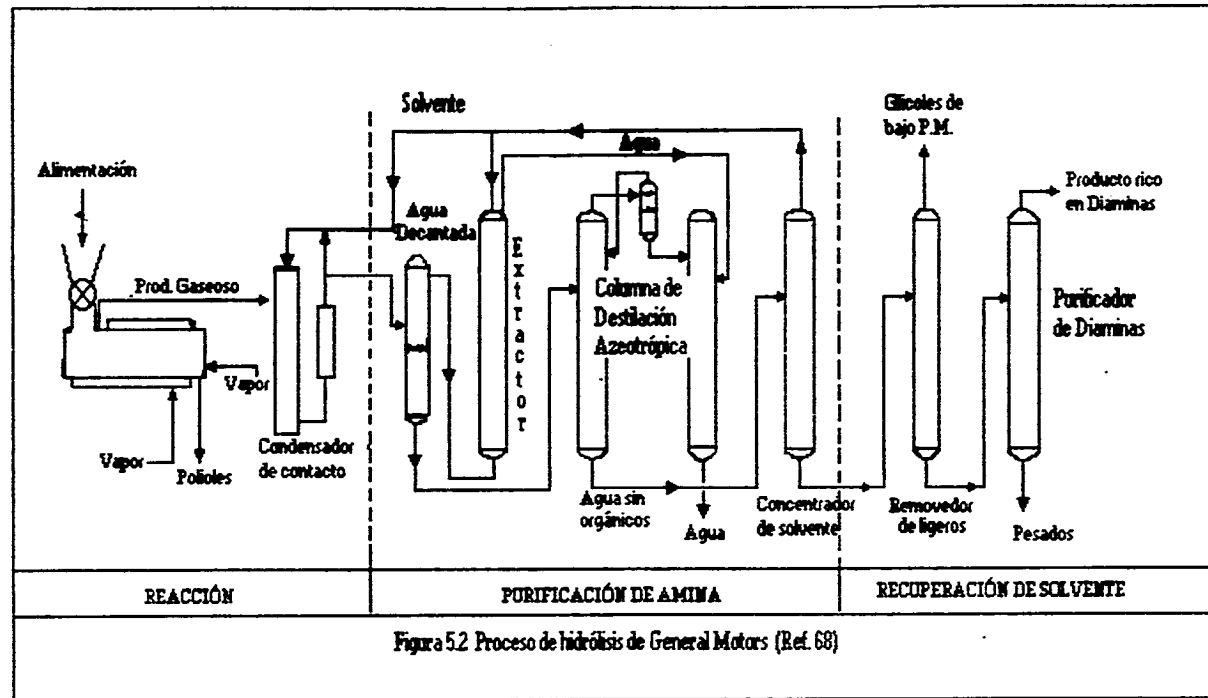 Solvente
Glicoles de
bajo P.M.
Agua
Alimentación
Producto rico
en Diaminas
Agua
Decantada
Prod. Gaseoso
Extractor
Columna de
Destilación
Azeotrópica
Purificador
de Diaminas
Vapor
Vapor
Polioles
Condensador
de contacto
Agua sin
orgánicos
Agua
Concentrador
de solvente
Removedor
de ligeros
Pesados
REACCIÓN
PURIFICACIÓN DE AMINA
RECUPERACIÓN DE SOLVENTE
Figura 5.2 Proceso de hidrólisis de General Motors (Ref. 68)